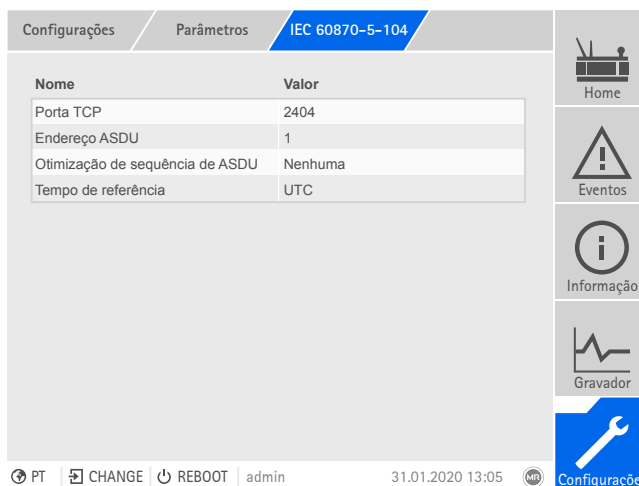 Configurações Parâmetros IEC 60870-5-104
Nome Valor
Porta TCP 2404
Endereço ASDU 1
Otimização de sequência de ASDU Nenhuma
Tempo de referência UTC
Home
Eventos
Informação
Gravador
Configuraçõe
PT CHANGE REBOOT admin 31.01.2020 13:05 MR